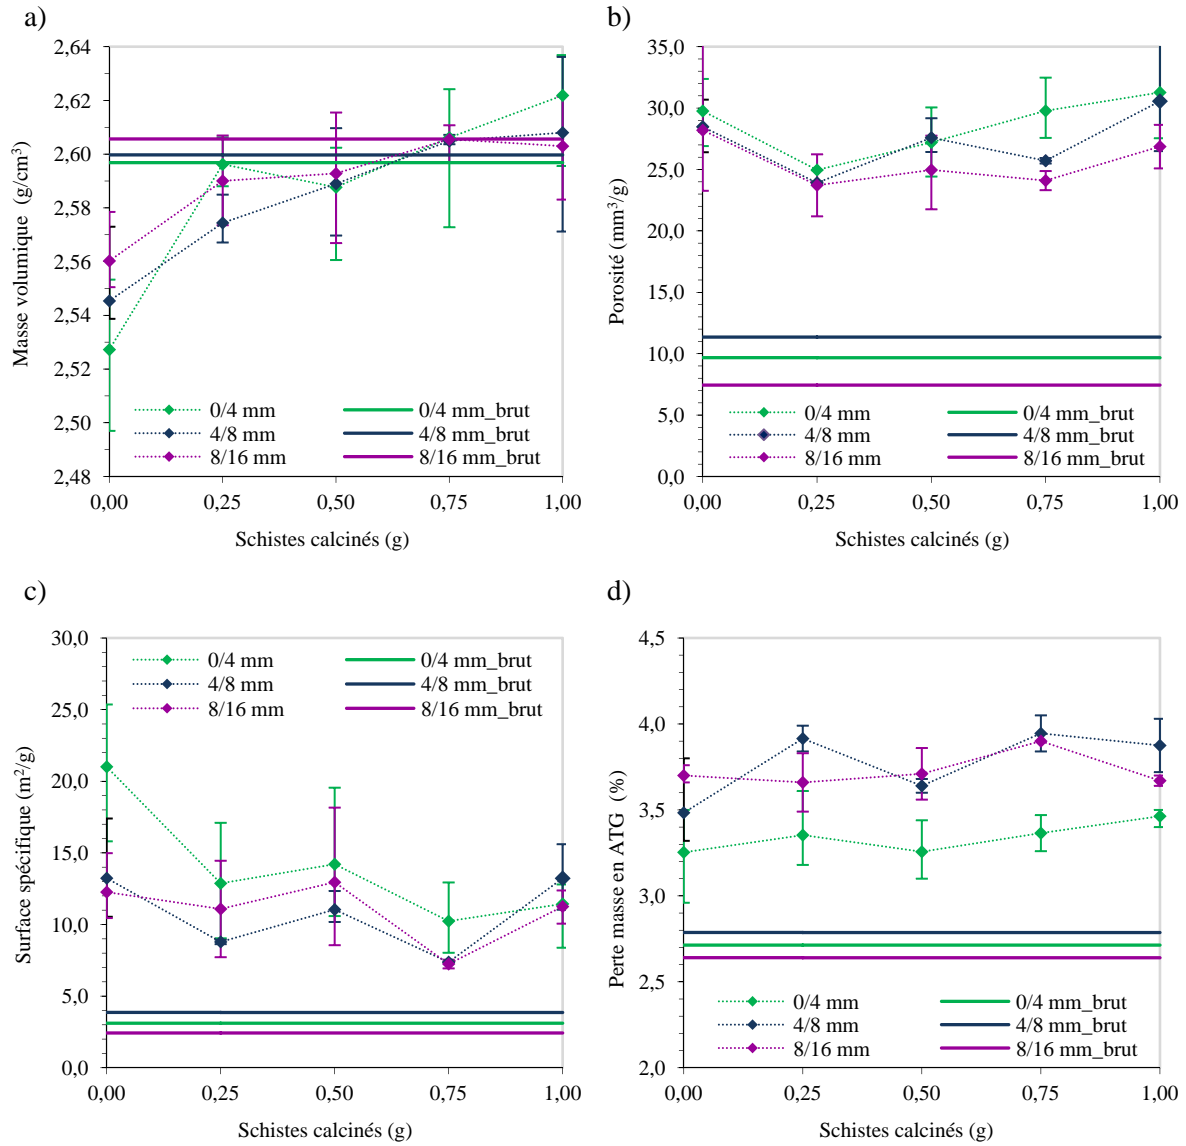 a)
Masse volumique (g/cm³)
2,64
2,62
2,60
2,58
2,56
2,54
2,52
2,50
2,48
0/4 mm
0/4 mm_brut
4/8 mm
4/8 mm_brut
8/16 mm
8/16 mm_brut
0,00
0,25
0,50
0,75
1,00
Schistes calcinés (g)
b)
Porosité (mm³/g)
35,0
30,0
25,0
20,0
15,0
10,0
5,0
0,0
0/4 mm
0/4 mm_brut
4/8 mm
4/8 mm_brut
8/16 mm
8/16 mm_brut
0,00
0,25
0,50
0,75
1,00
Schistes calcinés (g)
c)
Surface spécifique (m²/g)
30,0
25,0
20,0
15,0
10,0
5,0
0,0
0/4 mm
0/4 mm_brut
4/8 mm
4/8 mm_brut
8/16 mm
8/16 mm_brut
0,00
0,25
0,50
0,75
1,00
Schistes calcinés (g)
d)
Perte masse en ATG (%)
4,5
4,0
3,5
3,0
2,5
2,0
0/4 mm
0/4 mm_brut
4/8 mm
4/8 mm_brut
8/16 mm
8/16 mm_brut
0,00
0,25
0,50
0,75
1,00
Schistes calcinés (g)